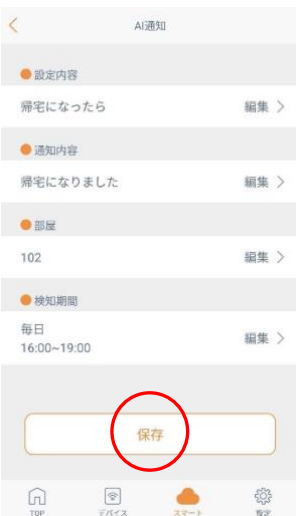 AI通知
設定内容
帰宅になったら 編集
通知内容
帰宅になりました 編集
部屋
102 編集
検知期間
毎日
16:00~19:00 編集
保存
TOP デバイス スマート 設定